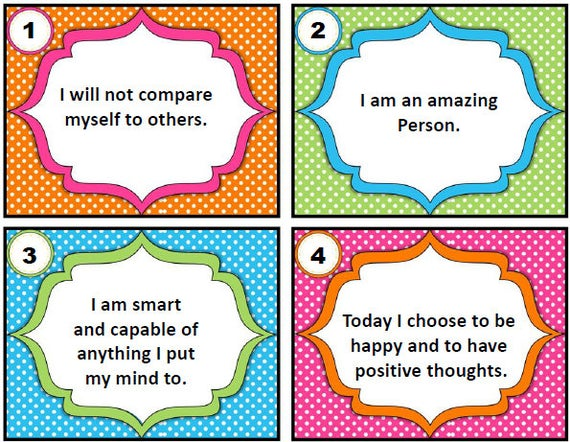 1
I will not compare
myself to others.
2
I am an amazing
Person.
3
I am smart
and capable of
anything I put
my mind to.
4
Today I choose to be
happy and to have
positive thoughts.